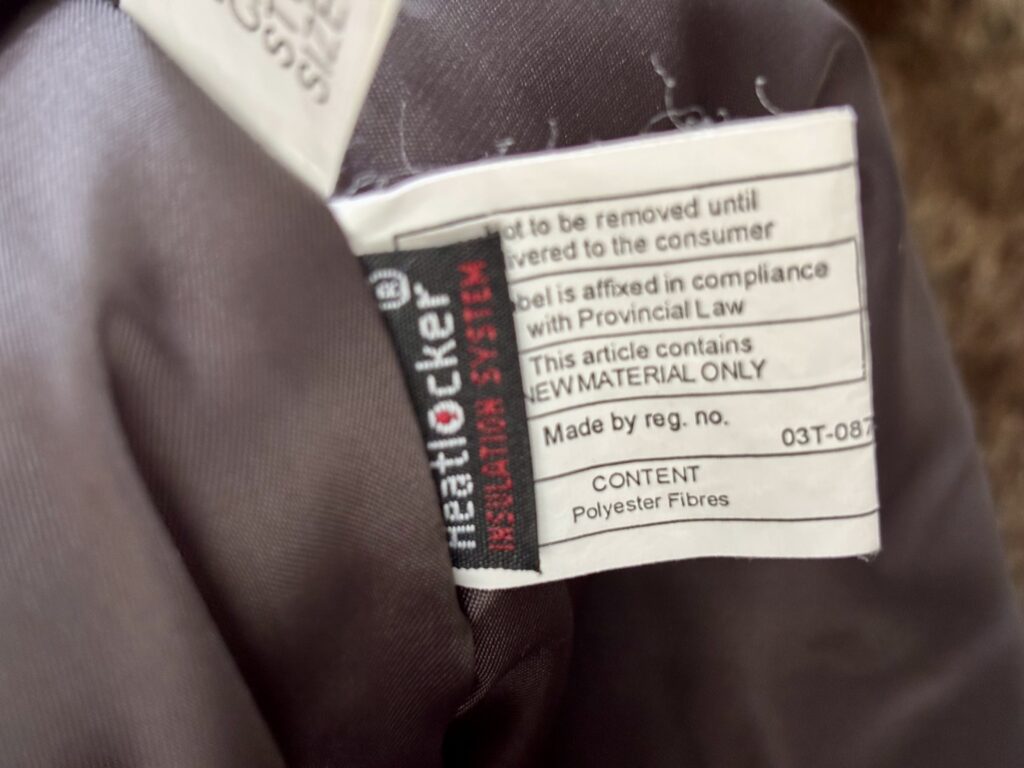 ot to be removed until
ivered to the consumer
bel is affixed in compliance
with Provincial Law
This article contains
NEW MATERIAL ONLY
Made by reg. no.
03T-087
CONTENT
Polyester Fibres
Heatlocker®
INSULATION SYSTEM